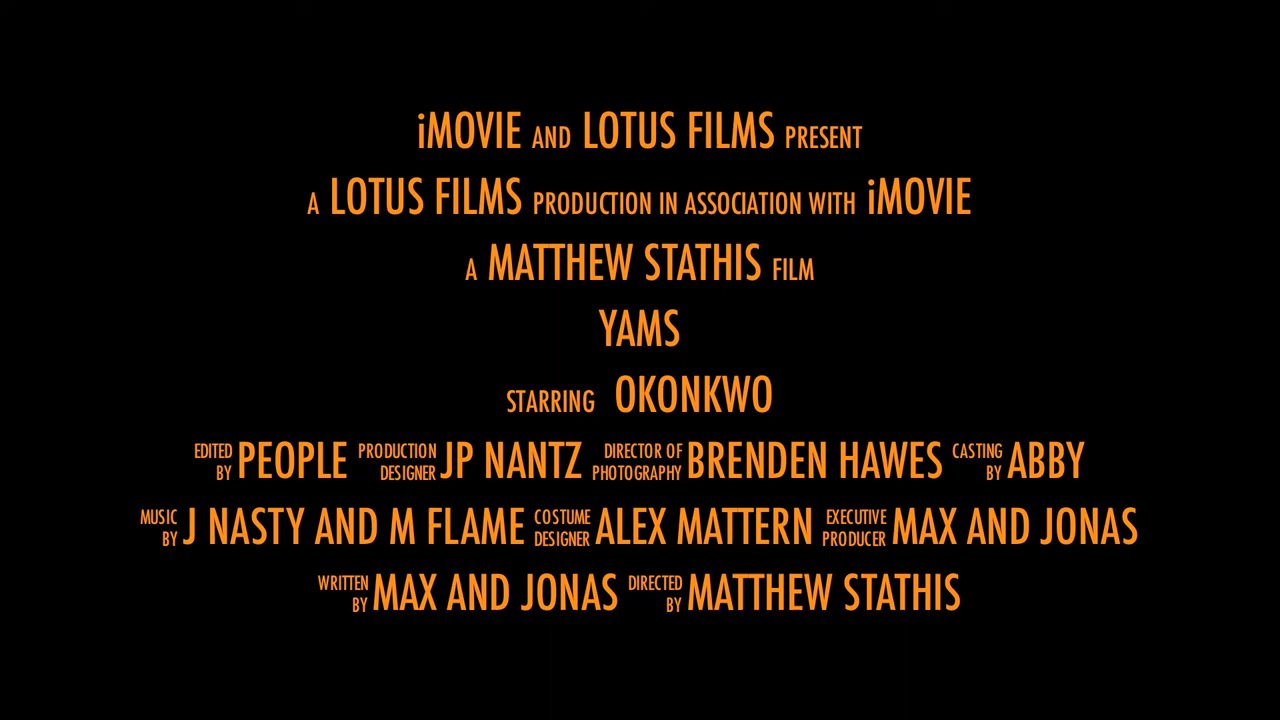 iMOVIE AND LOTUS FILMS PRESENT
A LOTUS FILMS PRODUCTION IN ASSOCIATION WITH iMOVIE
A MATTHEW STATHIS FILM
YAMS
STARRING OKONKWO
EDITED BY PEOPLE PRODUCTION DESIGNER JP NANTZ DIRECTOR OF PHOTOGRAPHY BRENDEN HAWES CASTING BY ABBY
MUSIC BY J NASTY AND M FLAME COSTUME DESIGNER ALEX MATTERN EXECUTIVE PRODUCER MAX AND JONAS
WRITTEN BY MAX AND JONAS DIRECTED BY MATTHEW STATHIS